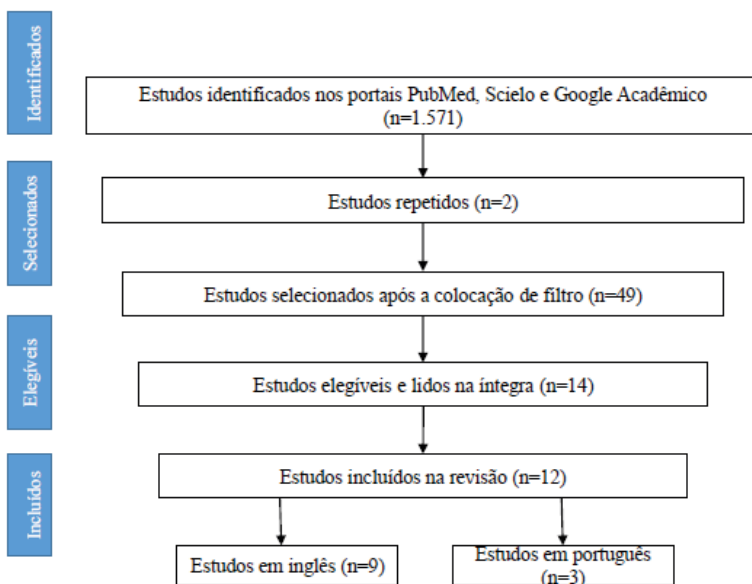 Identificados
Estudos identificados nos portais PubMed, Scielo e Google Acadêmico
(n=1.571)
Selecionados
Estudos repetidos (n=2)
Estudos selecionados após a colocação de filtro (n=49)
Elegíveis
Estudos elegíveis e lidos na íntegra (n=14)
Incluídos
Estudos incluídos na revisão (n=12)
Estudos em inglês (n=9)
Estudos em português
(n=3)